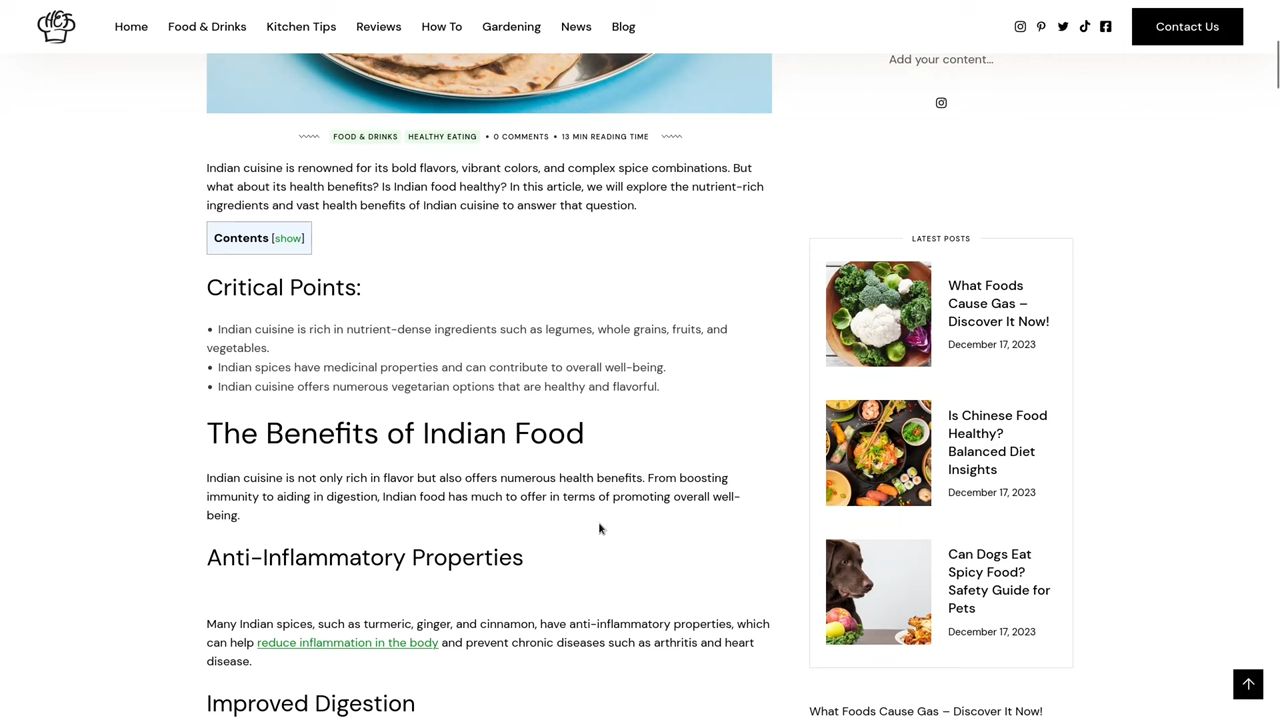 CHEF
Home
Food & Drinks
Kitchen Tips
Reviews
How To
Gardening
News
Blog
Contact Us
Add your content...
FOOD & DRINKS HEALTHY EATING • 0 COMMENTS • 13 MIN READING TIME
Indian cuisine is renowned for its bold flavors, vibrant colors, and complex spice combinations. But
what about its health benefits? Is Indian food healthy? In this article, we will explore the nutrient-rich
ingredients and vast health benefits of Indian cuisine to answer that question.
Contents [show]
Critical Points:
• Indian cuisine is rich in nutrient-dense ingredients such as legumes, whole grains, fruits, and
vegetables.
• Indian spices have medicinal properties and can contribute to overall well-being.
• Indian cuisine offers numerous vegetarian options that are healthy and flavorful.
The Benefits of Indian Food
Indian cuisine is not only rich in flavor but also offers numerous health benefits. From boosting
immunity to aiding in digestion, Indian food has much to offer in terms of promoting overall well-
being.
Anti-Inflammatory Properties
Many Indian spices, such as turmeric, ginger, and cinnamon, have anti-inflammatory properties, which
can help reduce inflammation in the body and prevent chronic diseases such as arthritis and heart
disease.
Improved Digestion
LATEST POSTS
What Foods
Cause Gas –
Discover It Now!
December 17, 2023
Is Chinese Food
Healthy?
Balanced Diet
Insights
December 17, 2023
Can Dogs Eat
Spicy Food?
Safety Guide for
Pets
December 17, 2023
What Foods Cause Gas – Discover It Now!